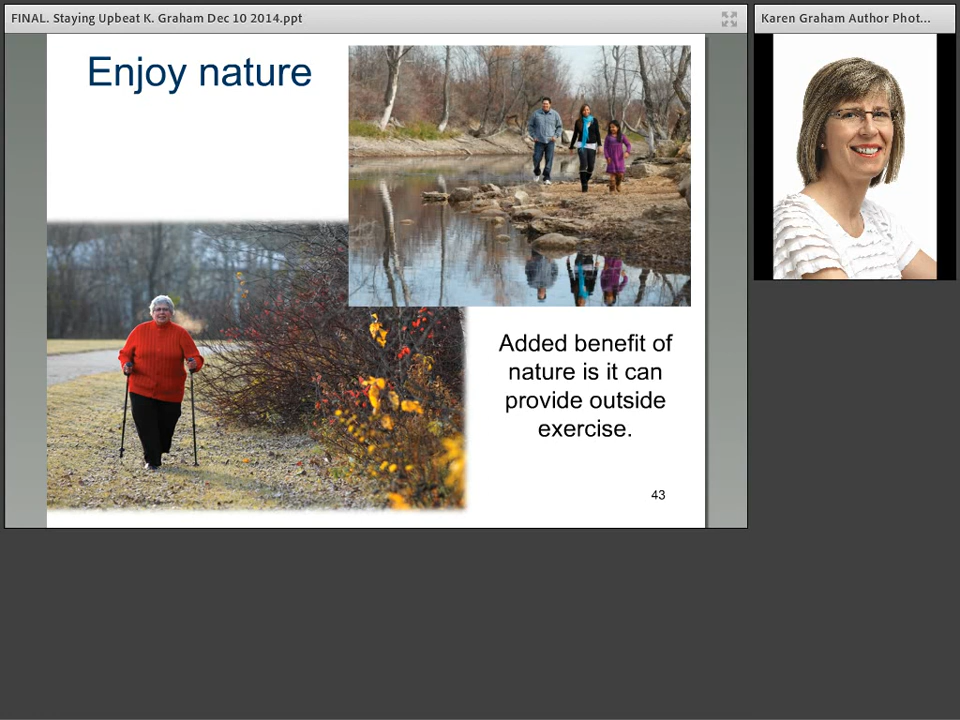 FINAL. Staying Upbeat K. Graham Dec 10 2014.ppt
Karen Graham Author Phot...
Enjoy nature
Added benefit of
nature is it can
provide outside
exercise.
43